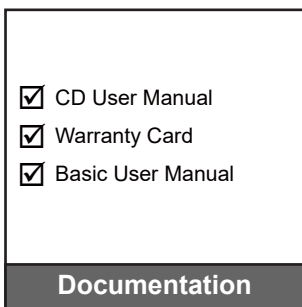 CD User Manual
Warranty Card
Basic User Manual
Documentation